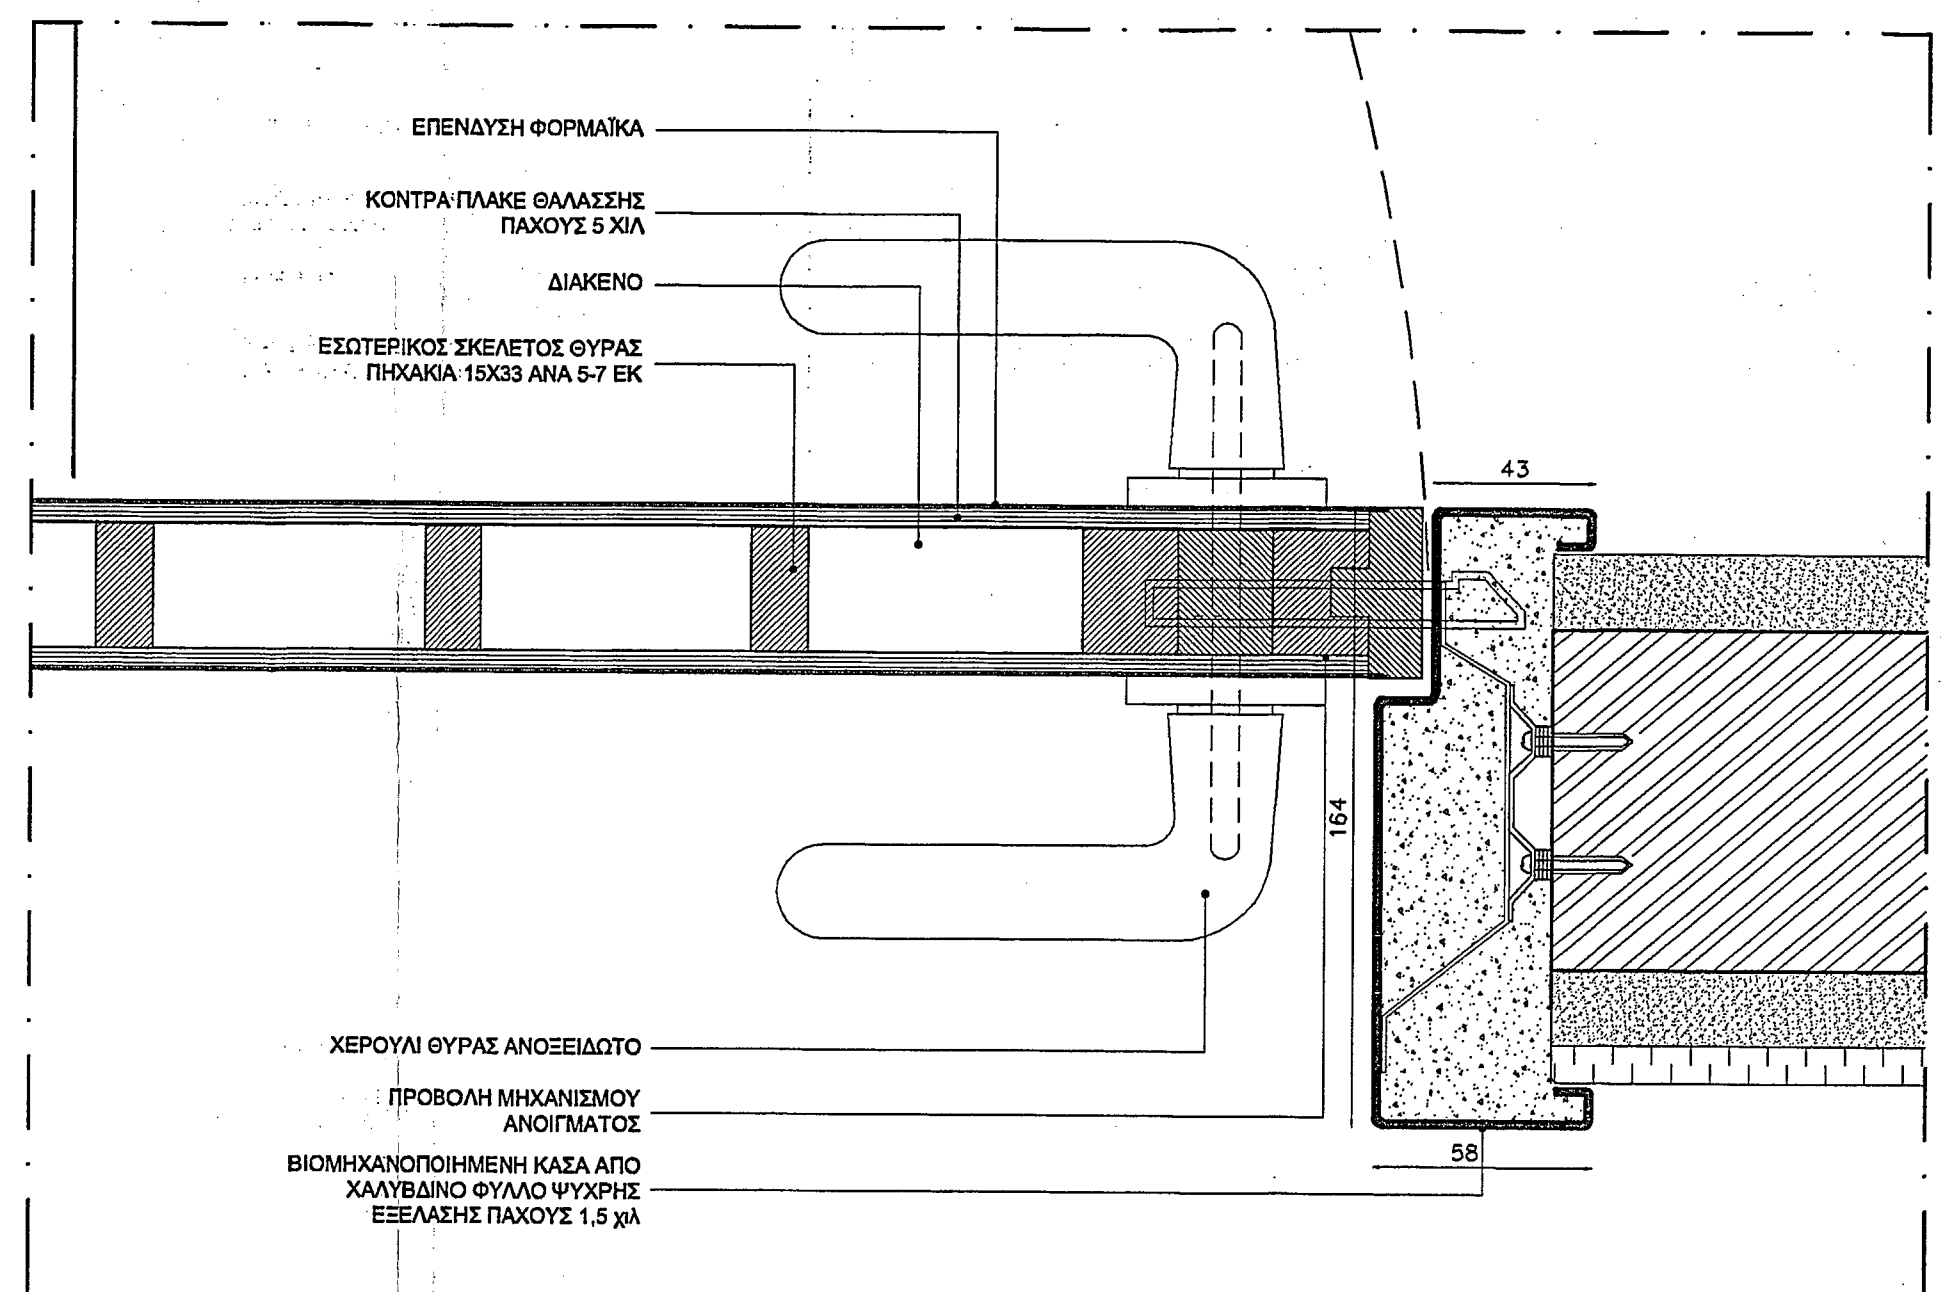 ΕΠΕΝΔΥΣΗ ΦΟΡΜΑΪΚΑ
ΚΟΝΤΡΑ ΠΛΑΚΕ ΘΑΛΑΣΣΗΣ
ΠΑΧΟΥΣ 5 ΧΙΛ
ΔΙΑΚΕΝΟ
ΕΣΩΤΕΡΙΚΟΣ ΣΚΕΛΕΤΟΣ ΘΥΡΑΣ
ΠΗΧΑΚΙΑ 15Χ33 ΑΝΑ 5-7 ΕΚ
43
164
ΧΕΡΟΥΛΙ ΘΥΡΑΣ ΑΝΟΞΕΙΔΩΤΟ
ΠΡΟΒΟΛΗ ΜΗΧΑΝΙΣΜΟΥ
ΑΝΟΙΓΜΑΤΟΣ
58
ΒΙΟΜΗΧΑΝΟΠΟΙΗΜΕΝΗ ΚΑΣΑ ΑΠΟ
ΧΑΛΥΒΔΙΝΟ ΦΥΛΛΟ ΨΥΧΡΗΣ
ΕΞΕΛΑΣΗΣ ΠΑΧΟΥΣ 1,5 χιλ